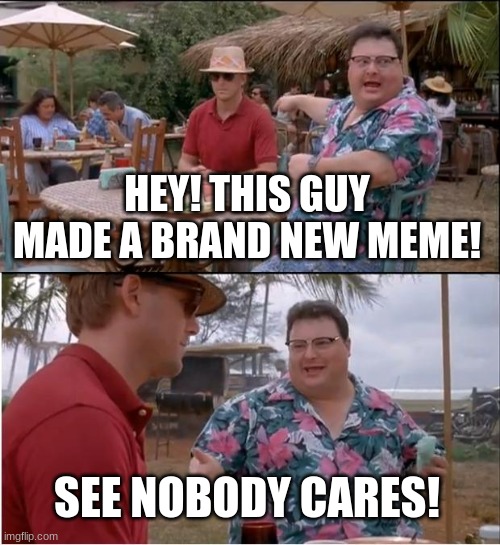 HEY! THIS GUY
MADE A BRAND NEW MEME!
SEE NOBODY CARES!
imgflip.com